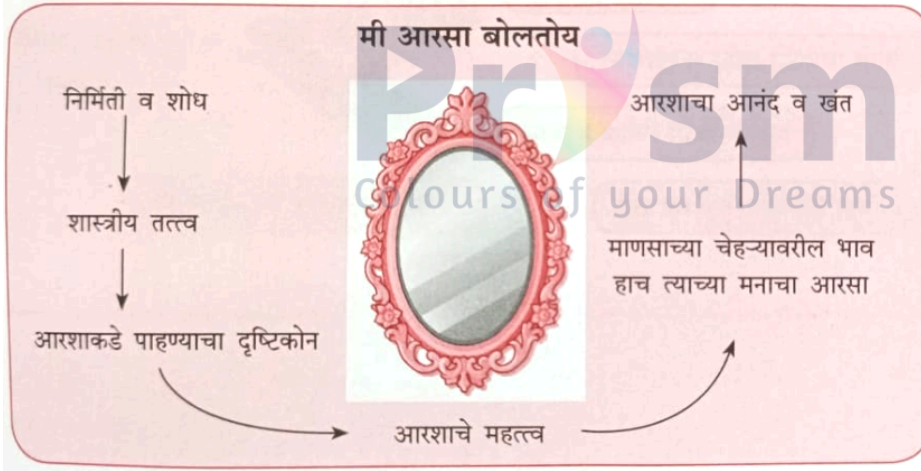 मी आरसा बोलतोय
Prism
Colours of your Dreams
निर्मिती व शोध
शास्त्रीय तत्त्व
आरशाकडे पाहण्याचा दृष्टिकोन
आरशाचे महत्त्व
माणसाच्या चेहऱ्यावरील भाव
हाच त्याच्या मनाचा आरसा
आरशाचा आनंद व खंत